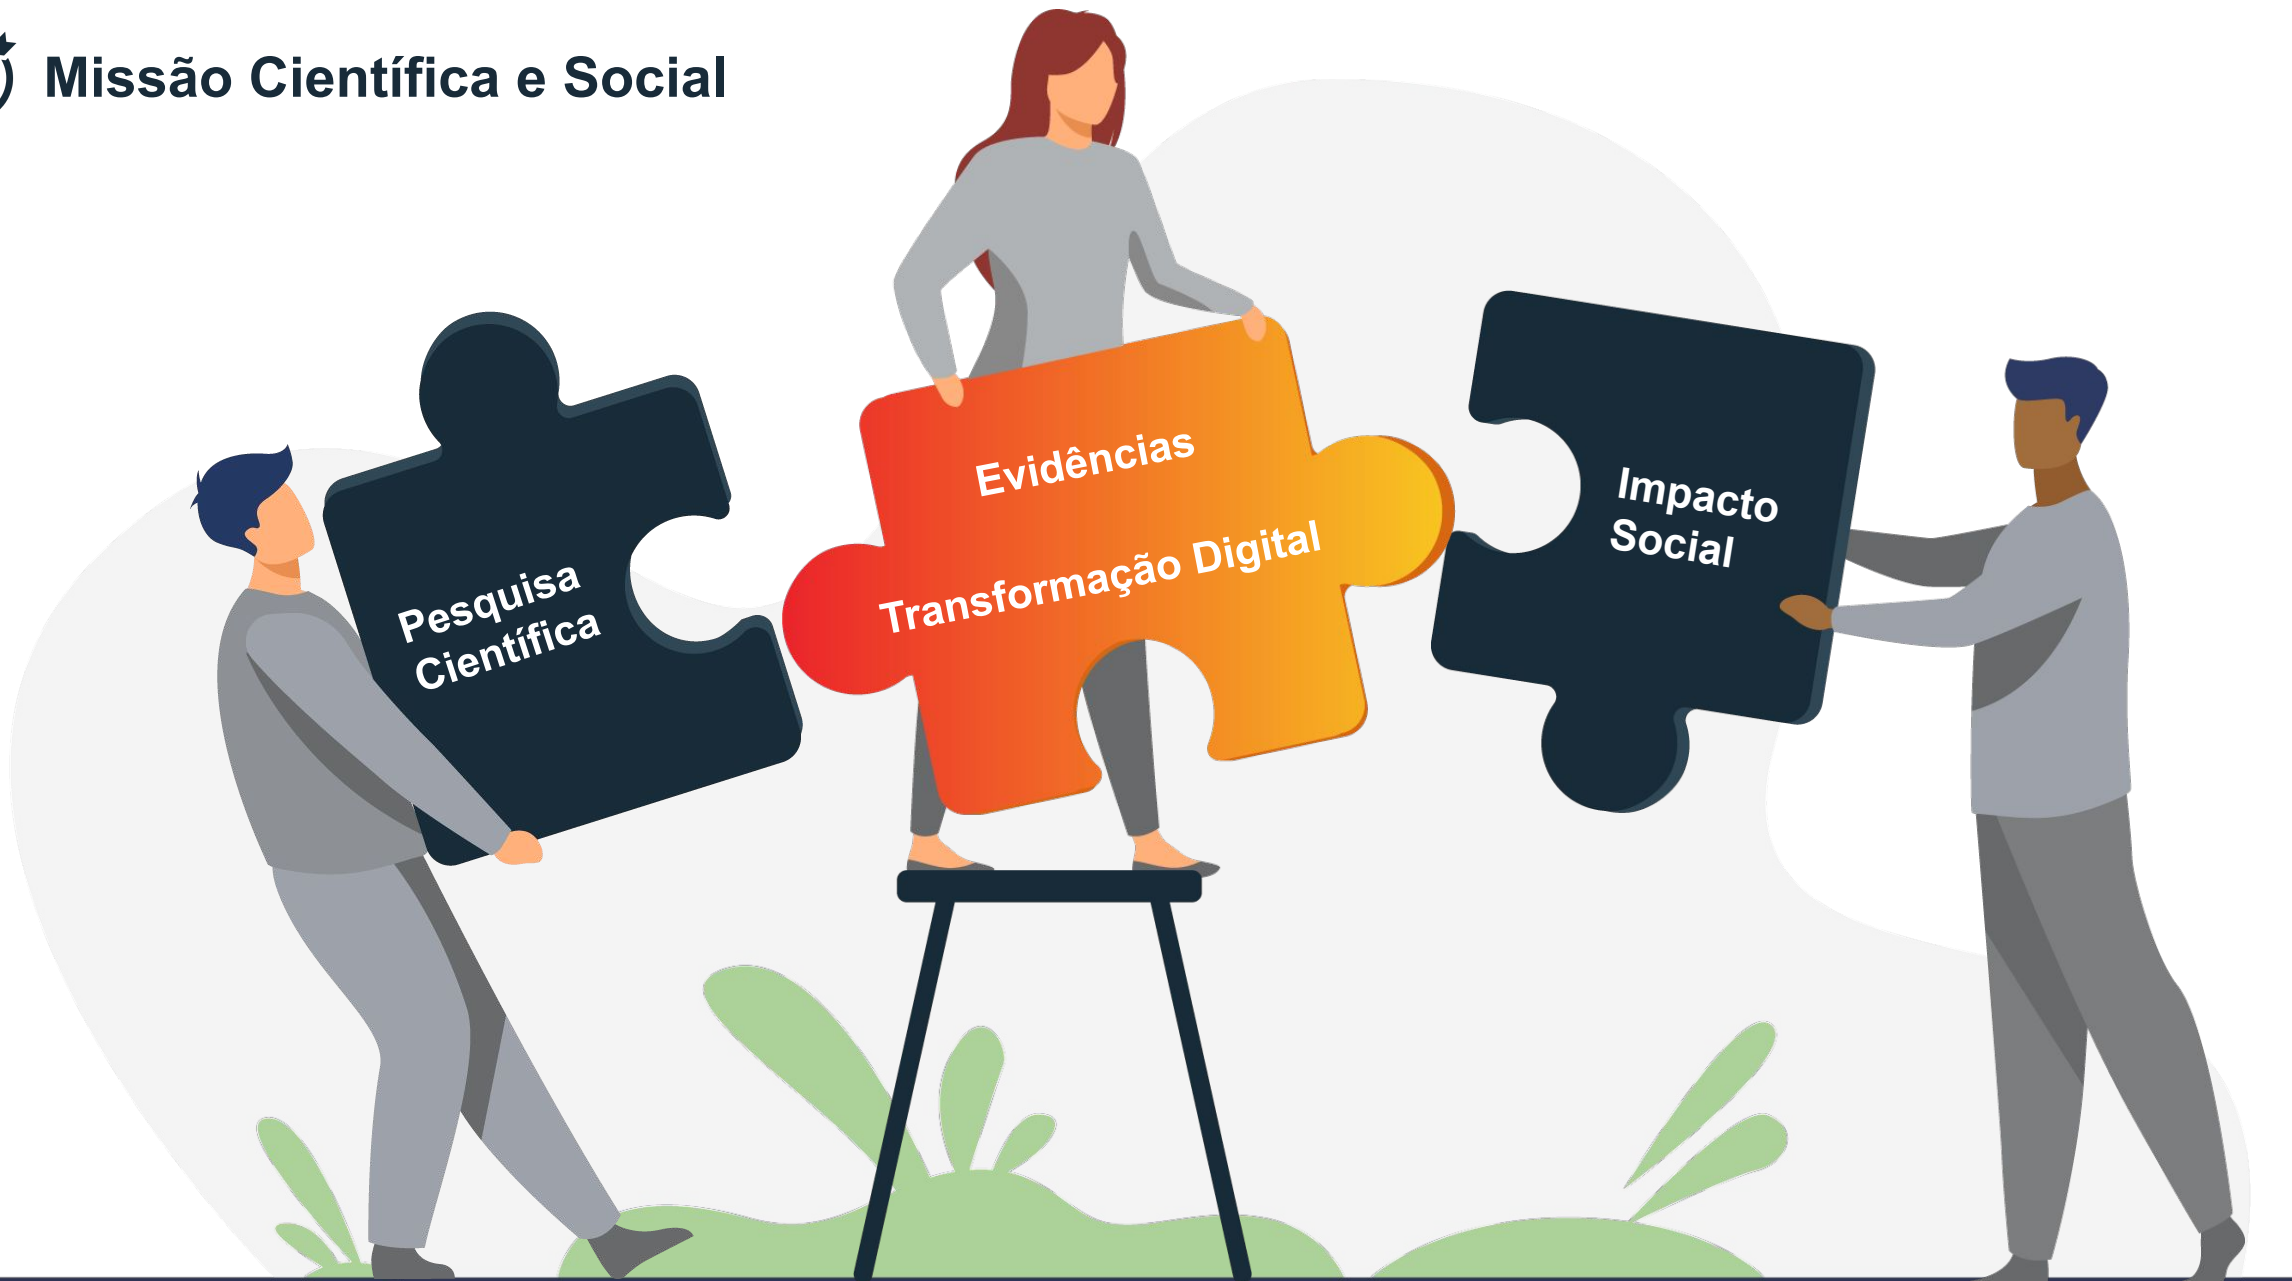 Missão Científica e Social
Pesquisa
Científica
Evidências
Transformação Digital
Impacto
Social